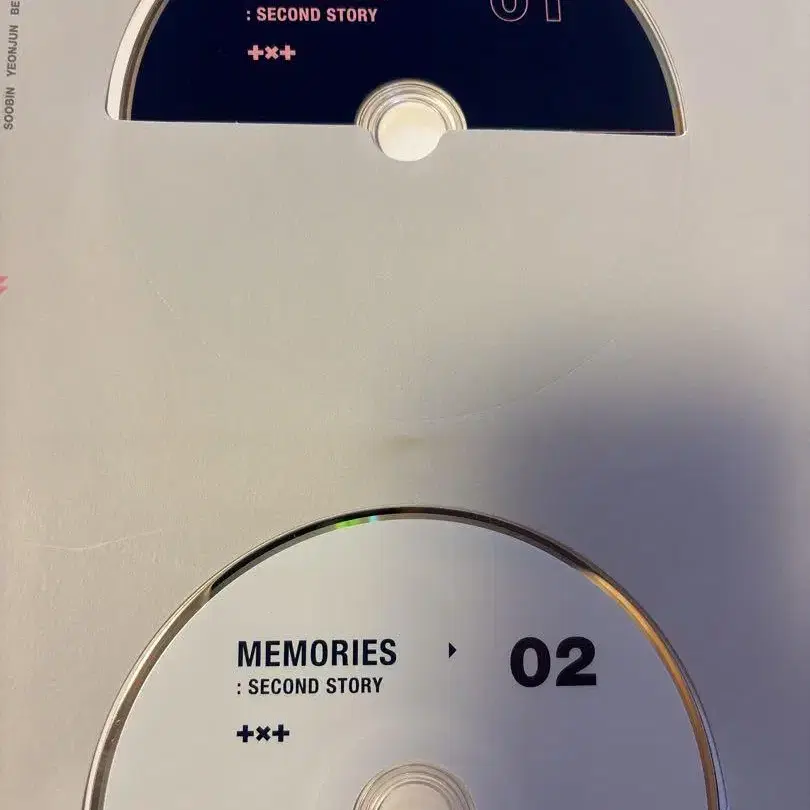 : SECOND STORY
SOOBIN YEONJUN
MEMORIES 02
: SECOND STORY